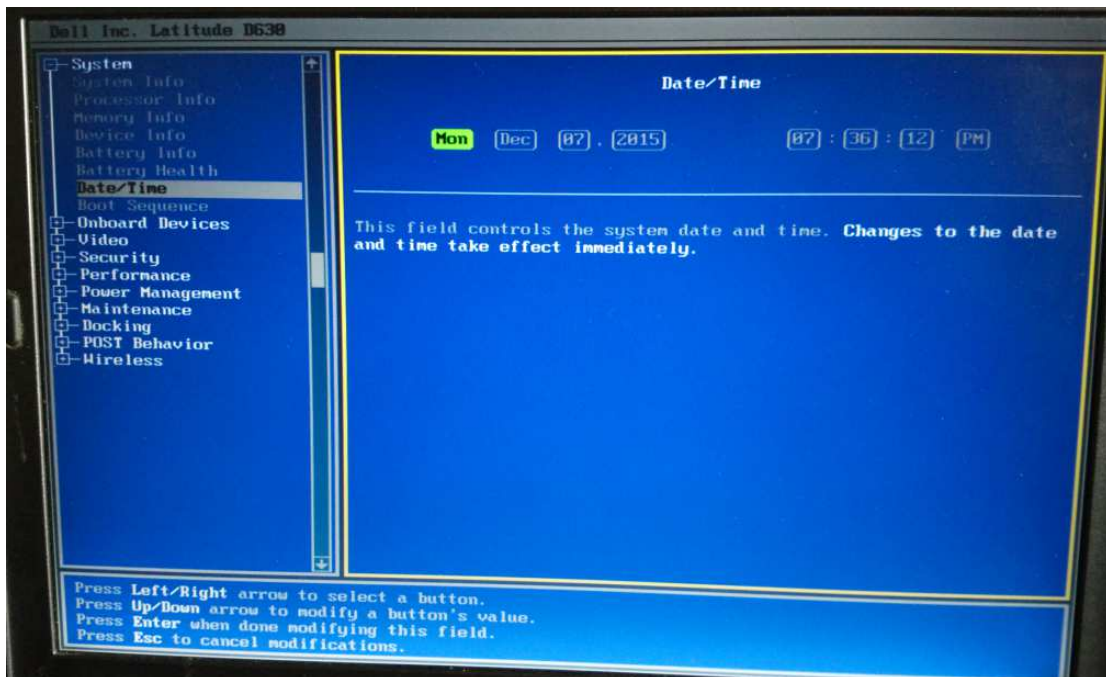 Dell Inc. Latitude D630
System
System Info
Processor Info
Memory Info
Device Info
Battery Info
Battery Health
Date/Time
Boot Sequence
Onboard Devices
Video
Security
Performance
Power Management
Maintenance
Docking
POST Behavior
Wireless
Date/Time
Mon Dec 07. 2015 07 : 36 : 12 PM
This field controls the system date and time. Changes to the date
and time take effect immediately.
Press Left/Right arrow to select a button.
Press Up/Down arrow to modify a button's value.
Press Enter when done modifying this field.
Press Esc to cancel modifications.